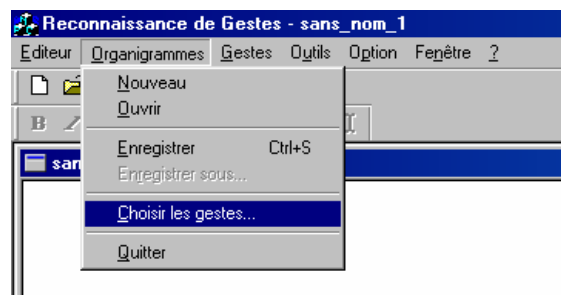 Reconnaissance de Gestes - sans_nom_1
Editeur Organigrammes Gestes Outils Option Fenêtre ?
Nouveau
Ouvrir
B
Enregistrer Ctrl+S
san
Enregistrer sous...
Choisir les gestes...
Quitter